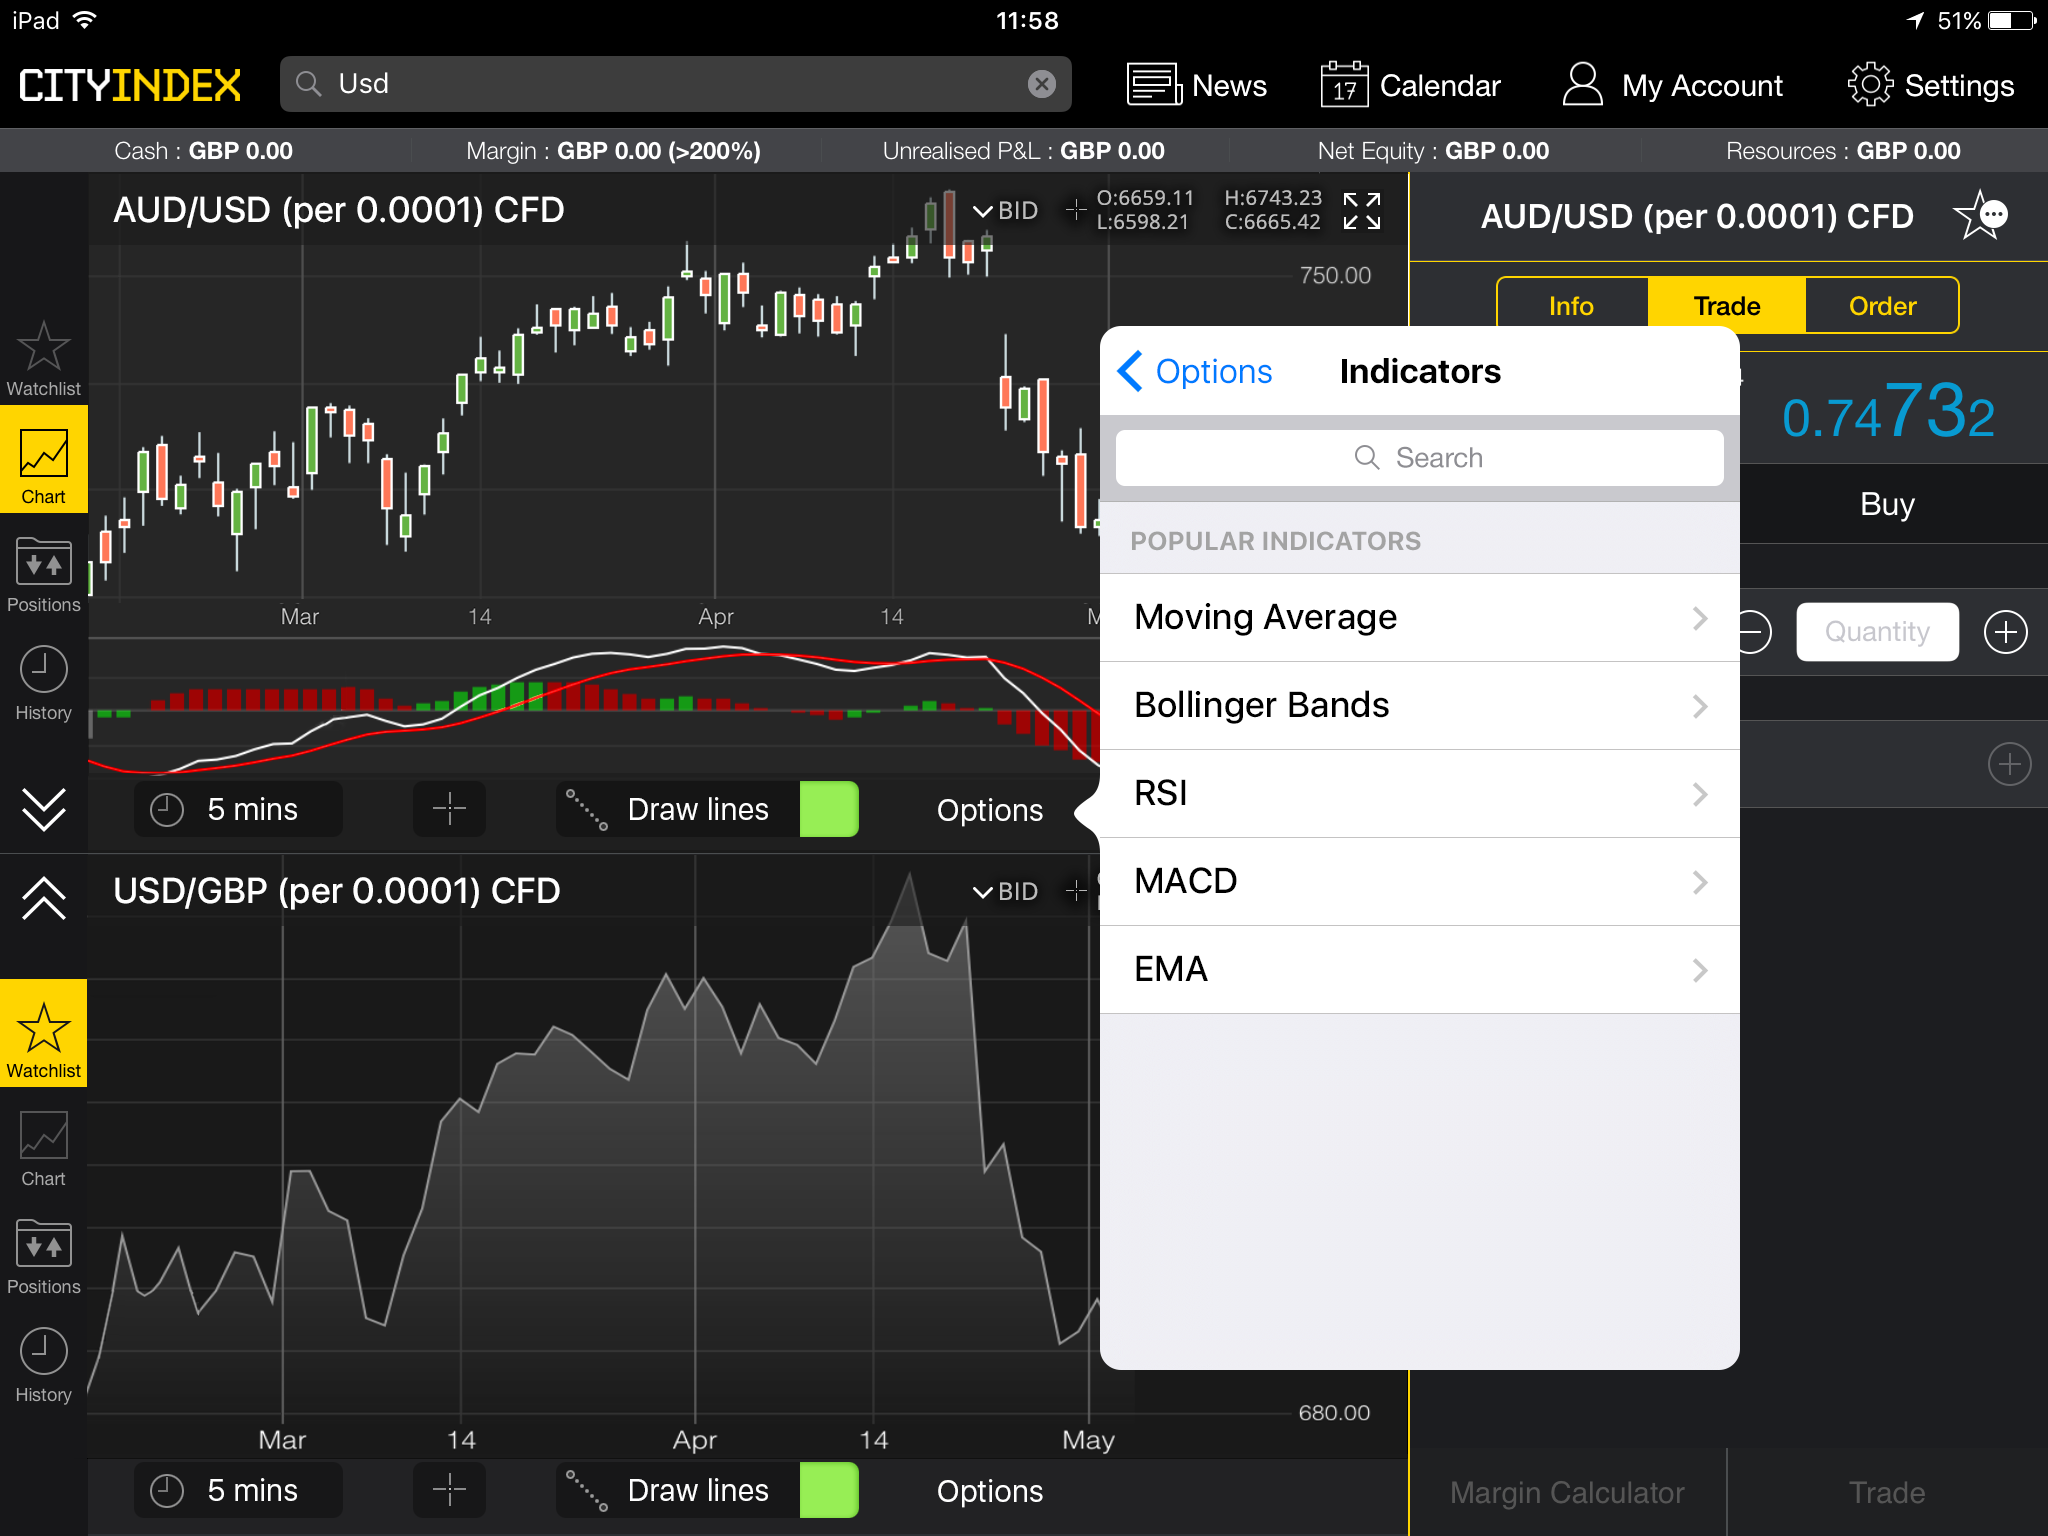 iPad
11:58
51%
CITYINDEX
Usd
News
17
Calendar
My Account
Settings
Cash : GBP 0.00
Margin : GBP 0.00 (>200%)
Unrealised P&L : GBP 0.00
Net Equity : GBP 0.00
Resources : GBP 0.00
AUD/USD (per 0.0001) CFD
BID
O:6659.11
H:6743.23
L:6598.21
C:6665.42
750.00
Mar
14
Apr
14
5 mins
Draw lines
Options
USD/GBP (per 0.0001) CFD
BID
680.00
Mar
14
Apr
14
May
5 mins
Draw lines
Options
Watchlist
Chart
Positions
History
Watchlist
Chart
Positions
History
Options
Indicators
Search
POPULAR INDICATORS
Moving Average
Bollinger Bands
RSI
MACD
EMA
AUD/USD (per 0.0001) CFD
Info
Trade
Order
0.74732
Buy
Quantity
Margin Calculator
Trade